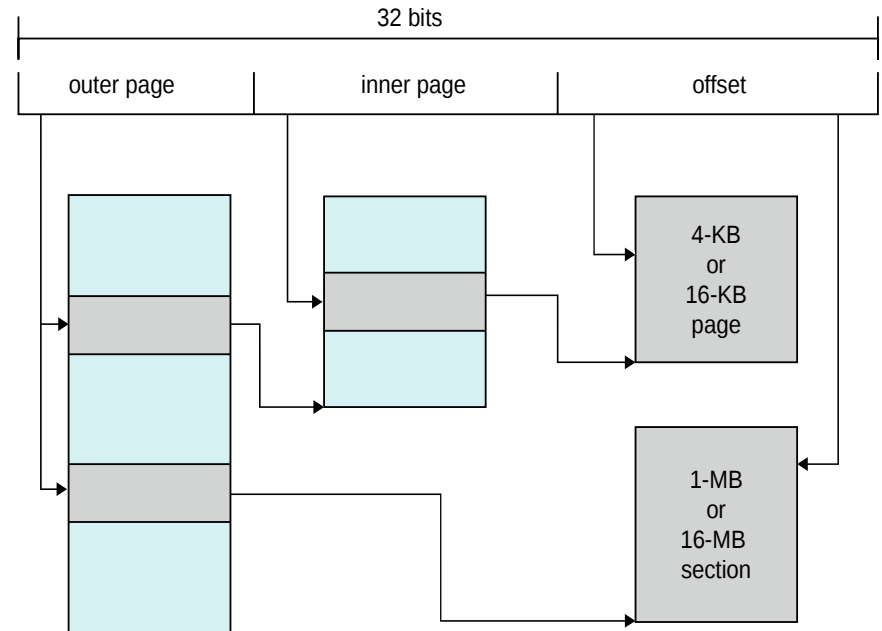 32 bits
outer page
inner page
offset
4-KB
or
16-KB
page
1-MB
or
16-MB
section